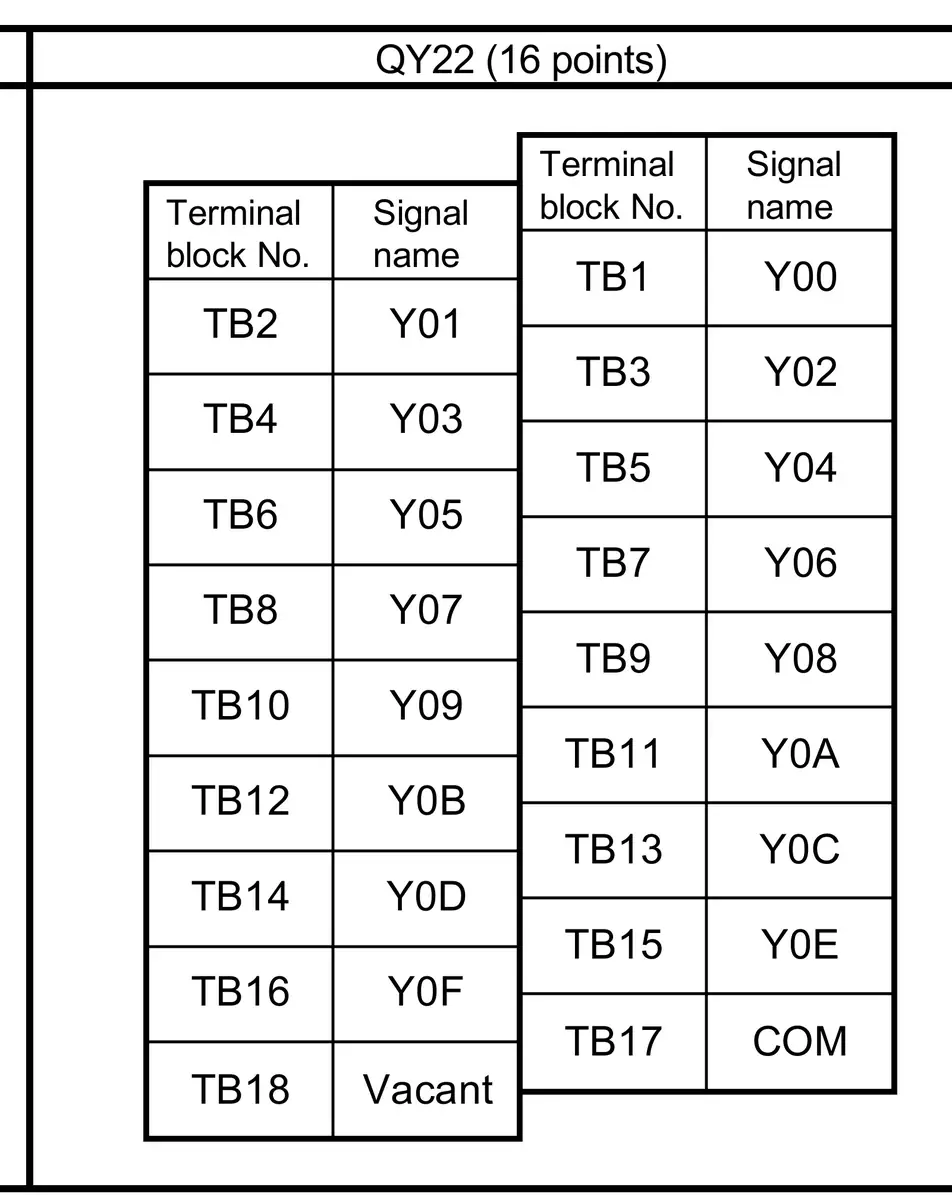 QY22 (16 points)
Terminal
block No.
Signal
name
TB2 Y01
TB4 Y03
TB6 Y05
TB8 Y07
TB10 Y09
TB12 Y0B
TB14 Y0D
TB16 Y0F
TB18 Vacant
Terminal
block No.
Signal
name
TB1 Y00
TB3 Y02
TB5 Y04
TB7 Y06
TB9 Y08
TB11 Y0A
TB13 Y0C
TB15 Y0E
TB17 COM